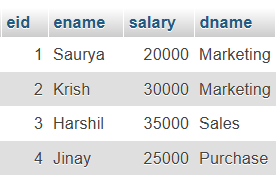 eid ename salary dname
1 Saurya 20000 Marketing
2 Krish 30000 Marketing
3 Harshil 35000 Sales
4 Jinay 25000 Purchase